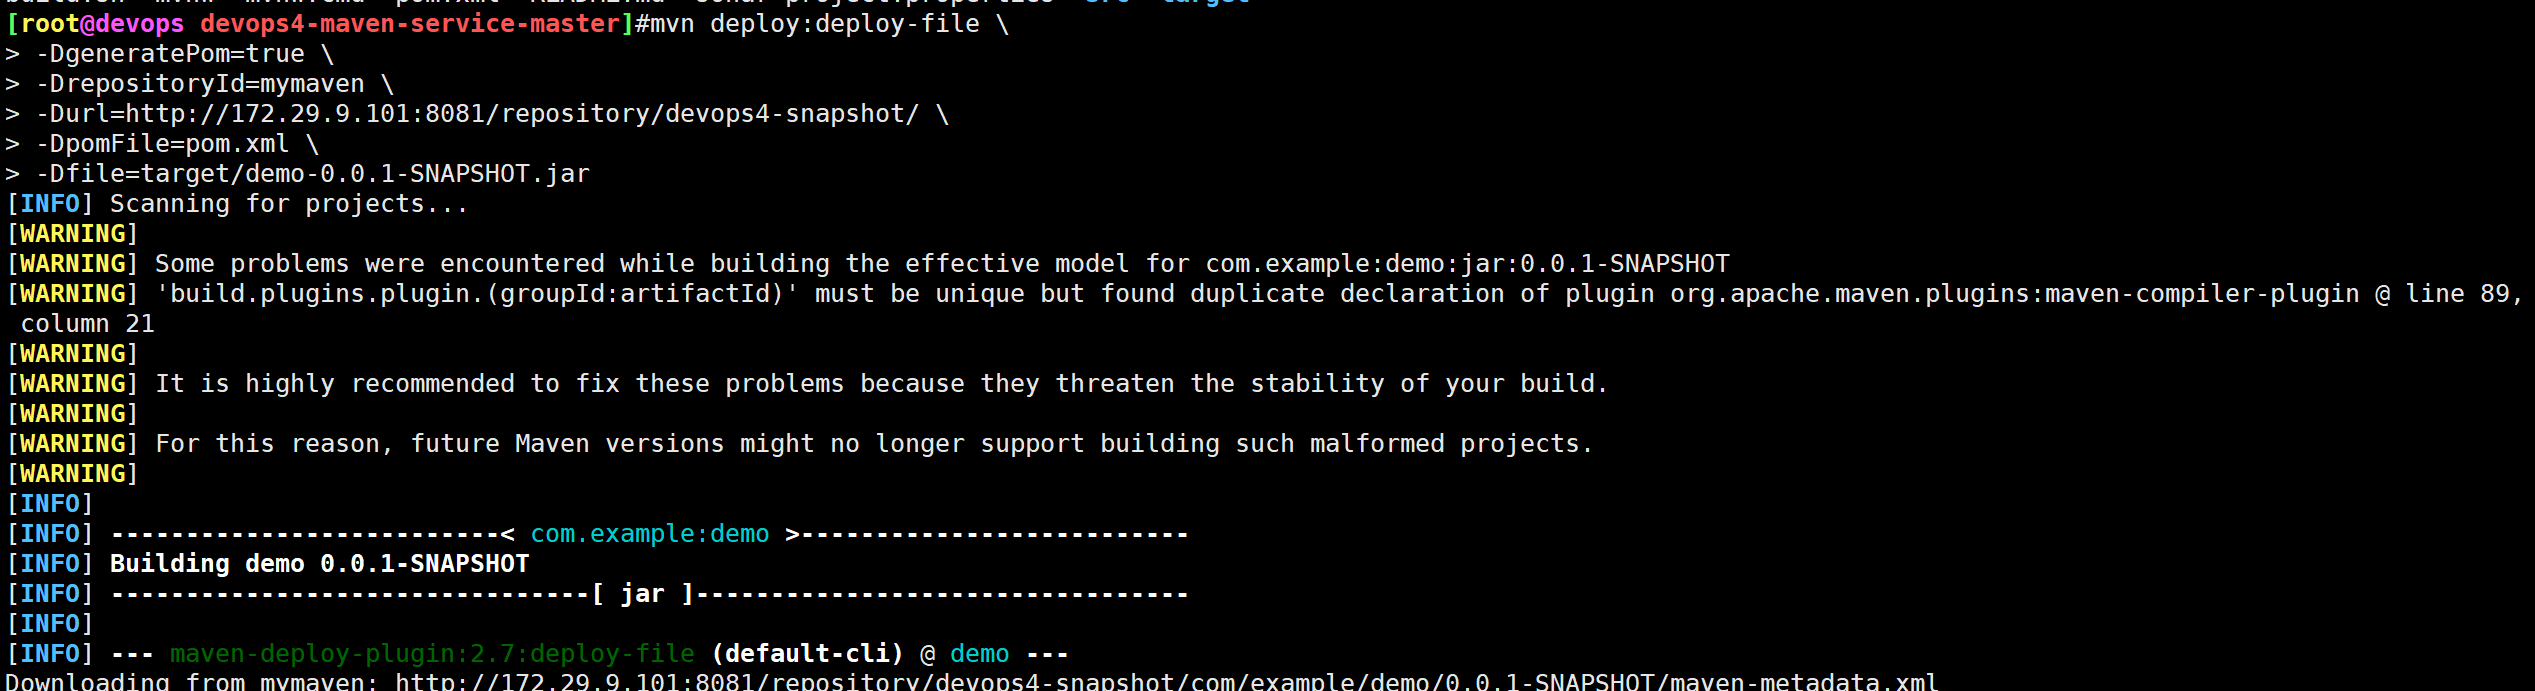 [root@devops devops4-maven-service-master]#mvn deploy:deploy-file \
> -DgeneratePom=true \
> -DrepositoryId=mymaven \
> -Durl=http://172.29.9.101:8081/repository/devops4-snapshot/ \
> -DpomFile=pom.xml \
> -Dfile=target/demo-0.0.1-SNAPSHOT.jar
[INFO] Scanning for projects...
[WARNING]
[WARNING] Some problems were encountered while building the effective model for com.example:demo:jar:0.0.1-SNAPSHOT
[WARNING] 'build.plugins.plugin.(groupId:artifactId)' must be unique but found duplicate declaration of plugin org.apache.maven.plugins:maven-compiler-plugin @ line 89,
column 21
[WARNING]
[WARNING] It is highly recommended to fix these problems because they threaten the stability of your build.
[WARNING]
[WARNING] For this reason, future Maven versions might no longer support building such malformed projects.
[WARNING]
[INFO]
[INFO] --------------------------< com.example:demo >--------------------------
[INFO] Building demo 0.0.1-SNAPSHOT
[INFO] --------------------------------[ jar ]---------------------------------
[INFO]
[INFO] --- maven-deploy-plugin:2.7:deploy-file (default-cli) @ demo ---
Downloading from mymaven: http://172.29.9.101:8081/repository/devops4-snapshot/com/example/demo/0.0.1-SNAPSHOT/maven-metadata.xml